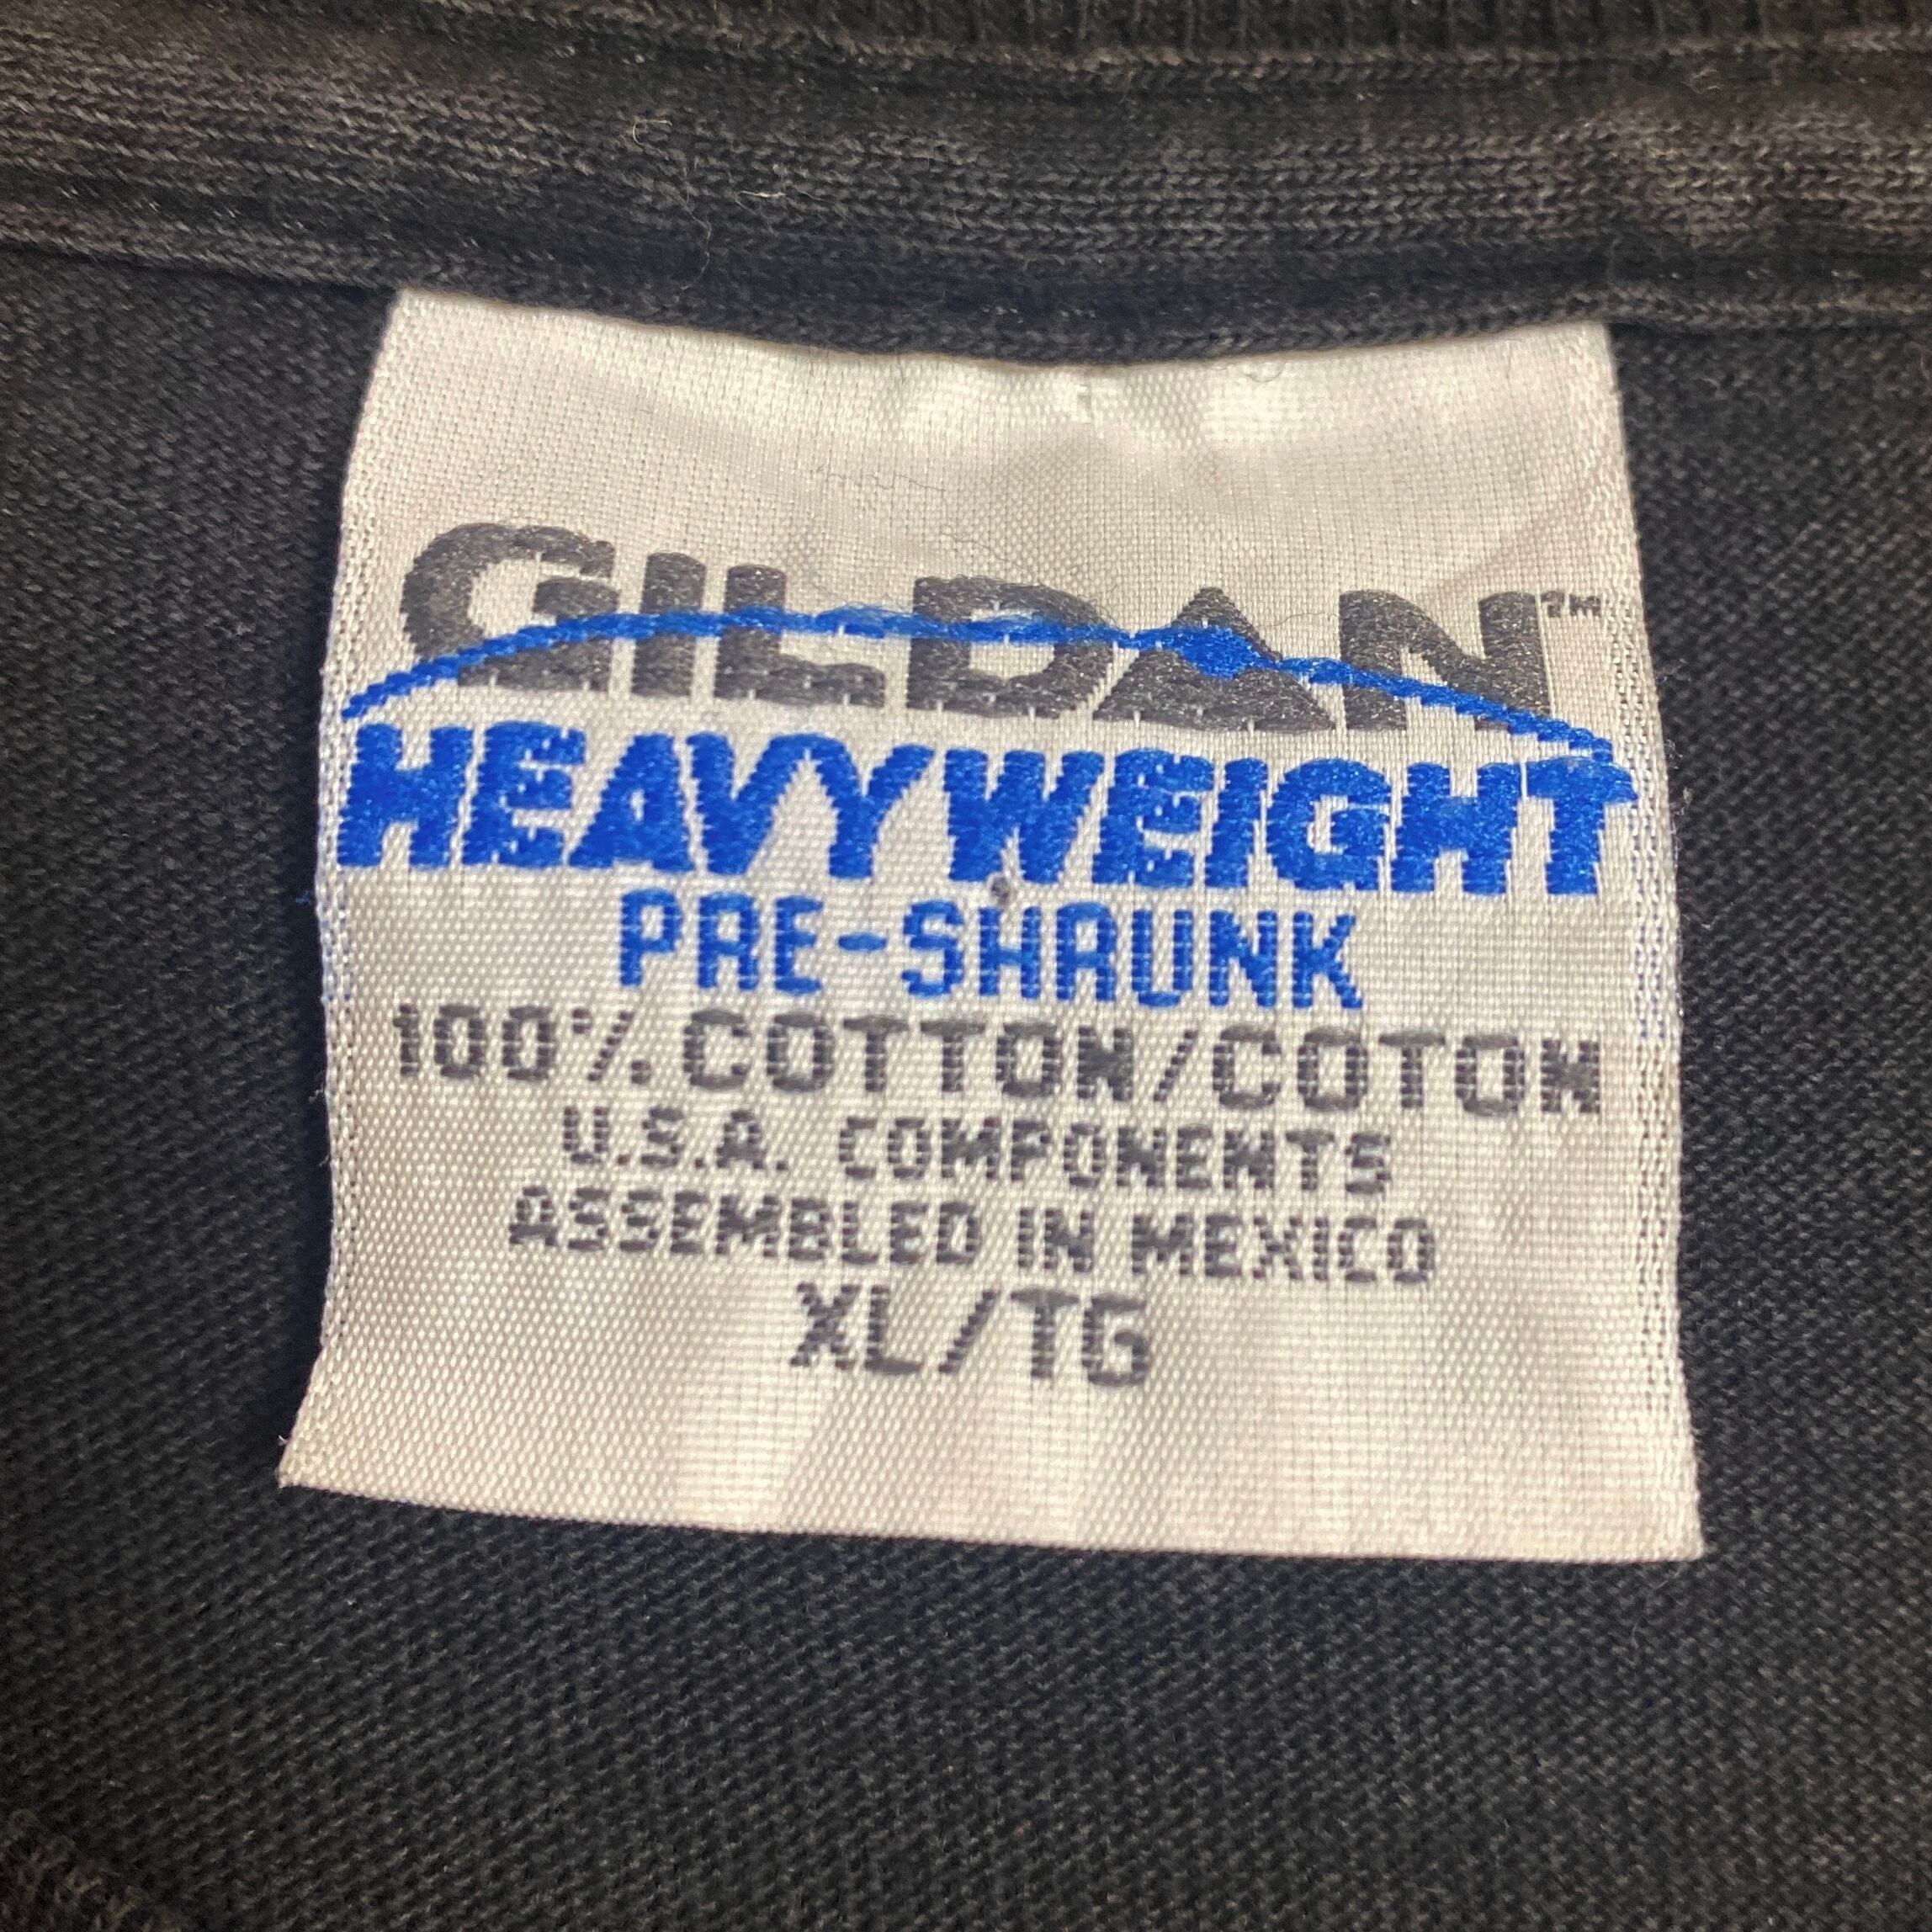 GILDAN™
HEAVYWEIGHT
PRE-SHRUNK
100% COTTON/COTON
U.S.A. COMPONENTS
ASSEMBLED IN MEXICO
XL/TG